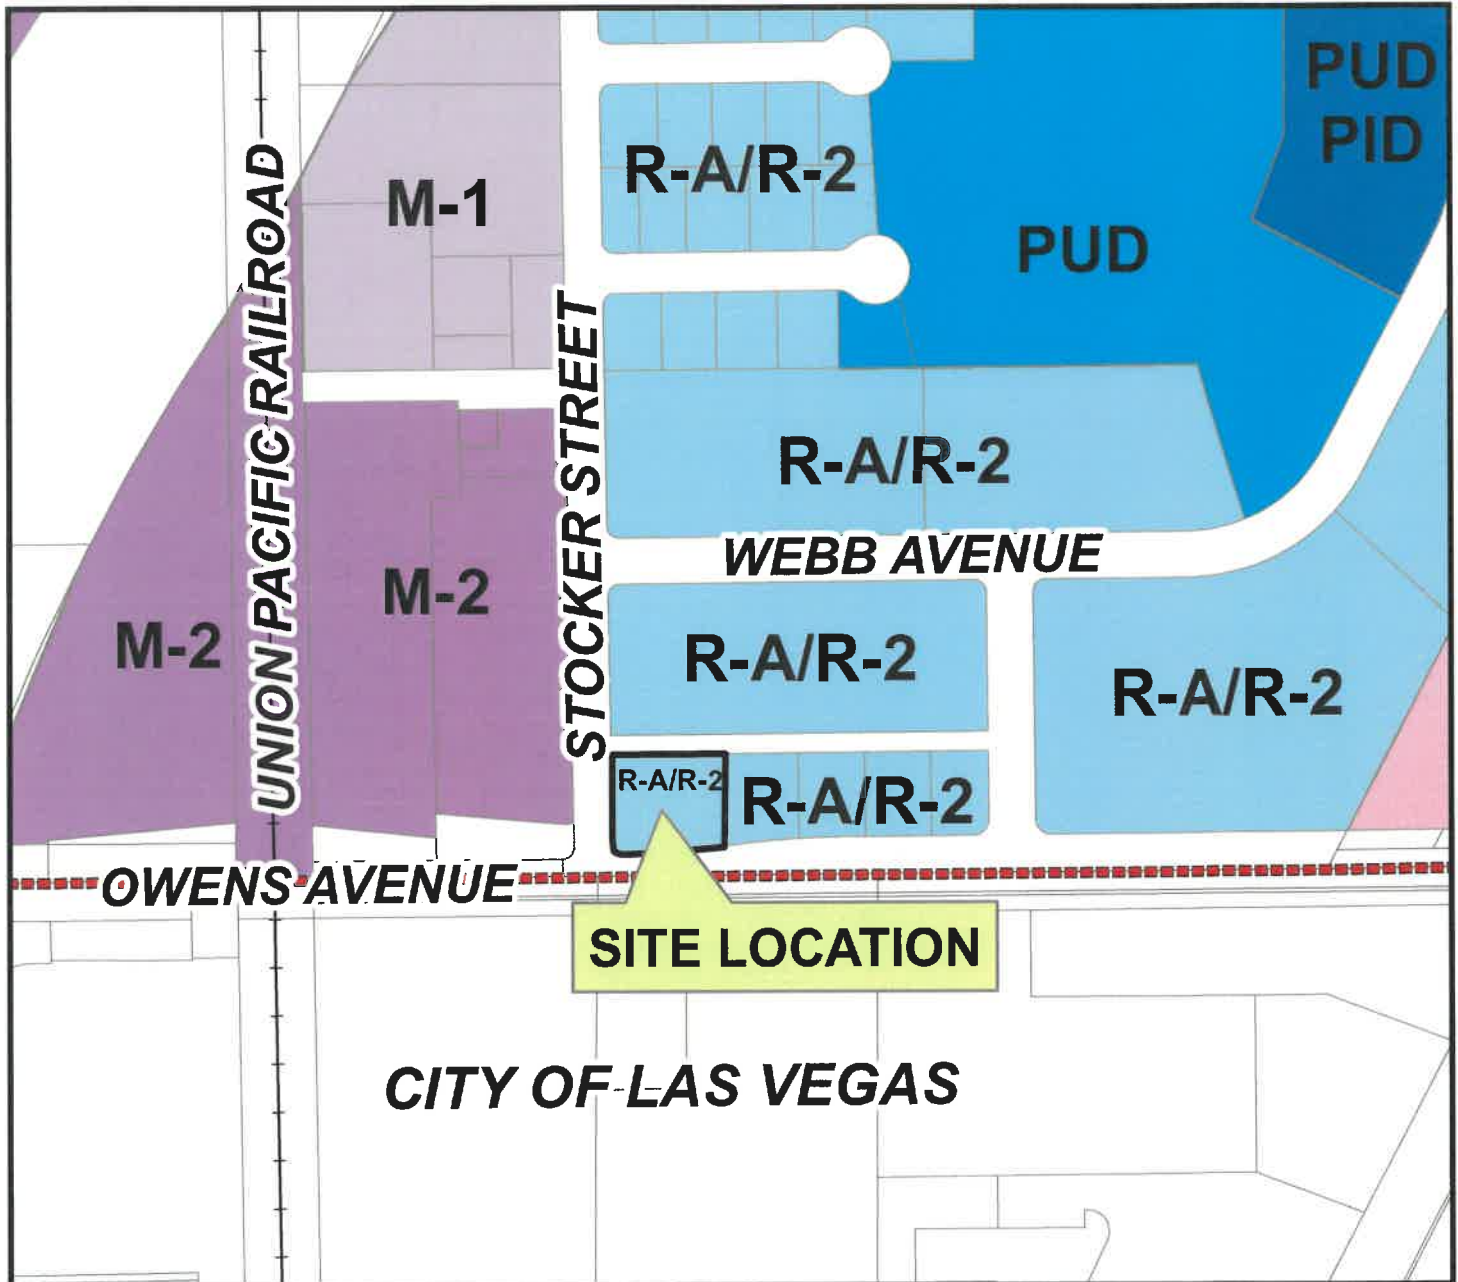 PUD
PID
R-A/R-2
M-1
PUD
UNION PACIFIC RAILROAD
STOCKER STREET
R-A/R-2
WEBB AVENUE
M-2
M-2
R-A/R-2
R-A/R-2
R-A/R-2
R-A/R-2
OWENS AVENUE
SITE LOCATION
CITY OF LAS VEGAS